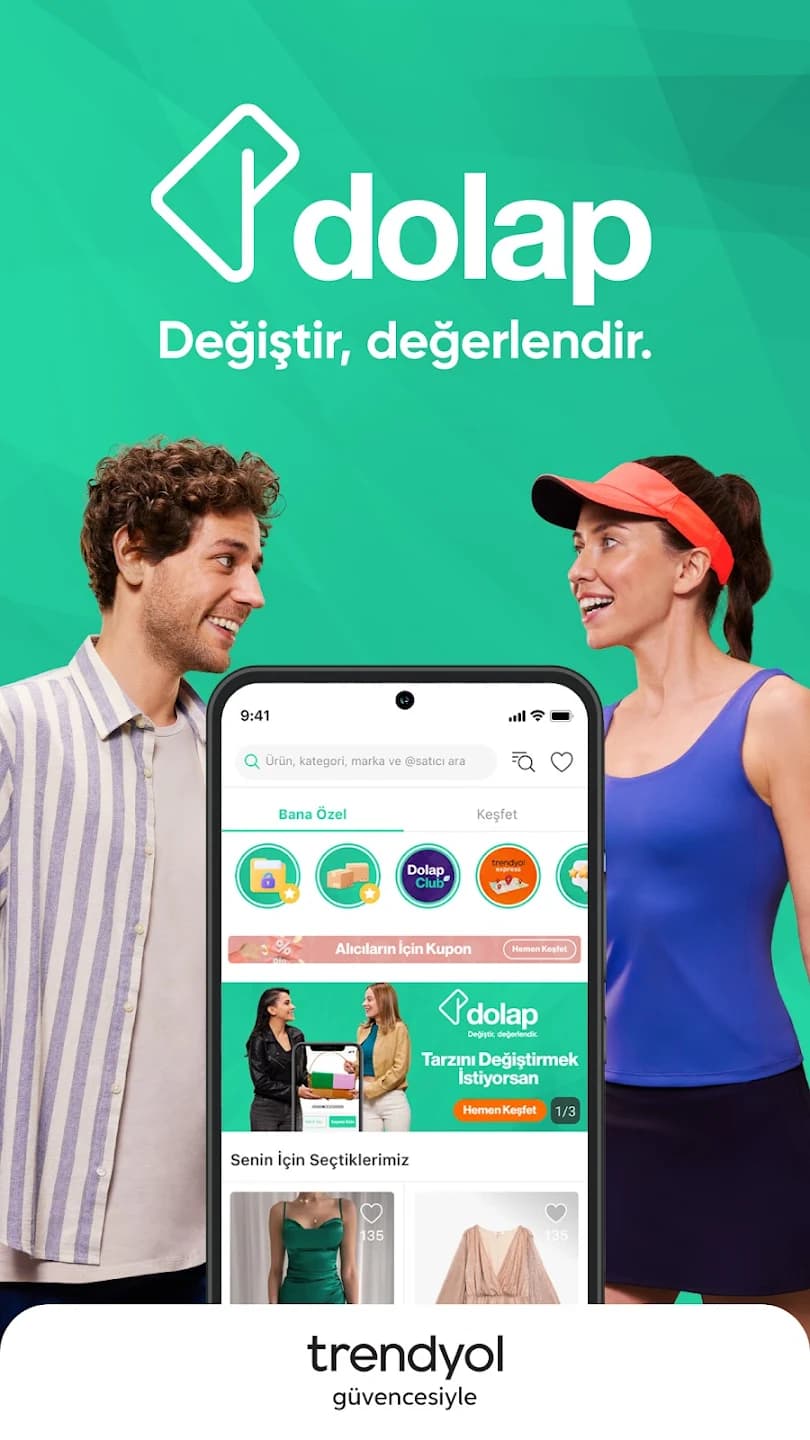 dolap
Değiştir, değerlendir.
9:41
Ürün, kategori, marka ve @satıcı ara
Bana Özel
Keşfet
Dolap
Club
trendyol
express
%
Alıcıların İçin Kupon
Hemen Keşfet
dolap
Değiştir, değerlendir.
Tarzını Değiştirmek
İstiyorsan
Hemen Keşfet
1/3
Senin İçin Seçtiklerimiz
135
135
trendyol
güvencesiyle